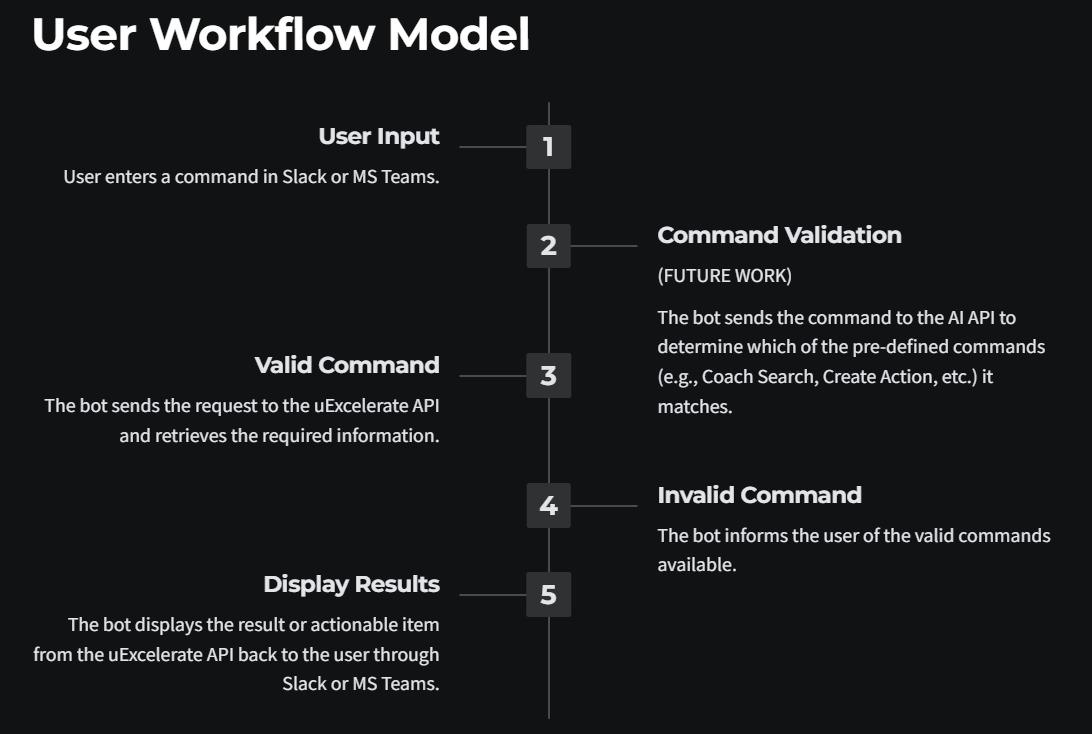 User Workflow Model
1
User Input
User enters a command in Slack or MS Teams.
2
Command Validation
(FUTURE WORK)
The bot sends the command to the AI API to
determine which of the pre-defined commands
(e.g., Coach Search, Create Action, etc.) it
matches.
3
Valid Command
The bot sends the request to the uExcelerate API
and retrieves the required information.
4
Invalid Command
The bot informs the user of the valid commands
available.
5
Display Results
The bot displays the result or actionable item
from the uExcelerate API back to the user through
Slack or MS Teams.